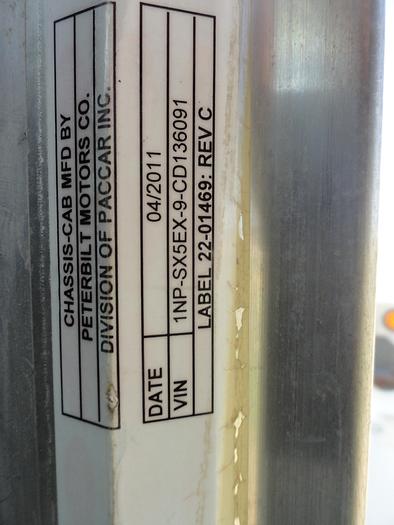 CHASSIS-CAB MFD BY
PETERBILT MOTORS CO.
DIVISION OF PACCAR INC.
DATE 04/2011
VIN 1NP-SX5EX-9-CD136091
LABEL 22-01469: REV C